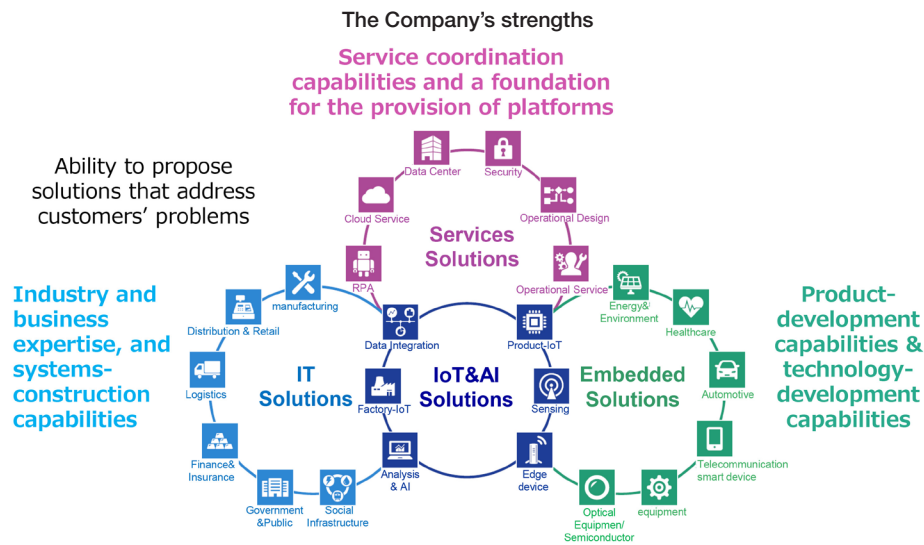 The Company’s strengths
Service coordination
capabilities and a foundation
for the provision of platforms
Ability to propose
solutions that address
customers’ problems
Data Center
Security
Cloud Service
Operational Design
Services
Solutions
RPA
Operational Service
Industry and
business
expertise, and
systems-
construction
capabilities
manufacturing
Distribution & Retail
Logistics
Finance&
Insurance
Government
&Public
Social
Infrastructure
IT
Solutions
Data Integration
Factory-IoT
Analysis
& AI
IoT&AI
Solutions
Product-IoT
Sensing
Edge
device
Embedded
Solutions
Energy&/
Environment
Healthcare
Automotive
Telecommunication
smart device
equipment
Optical
Equipmen/
Semiconductor
Product-
development
capabilities &
technology-
development
capabilities